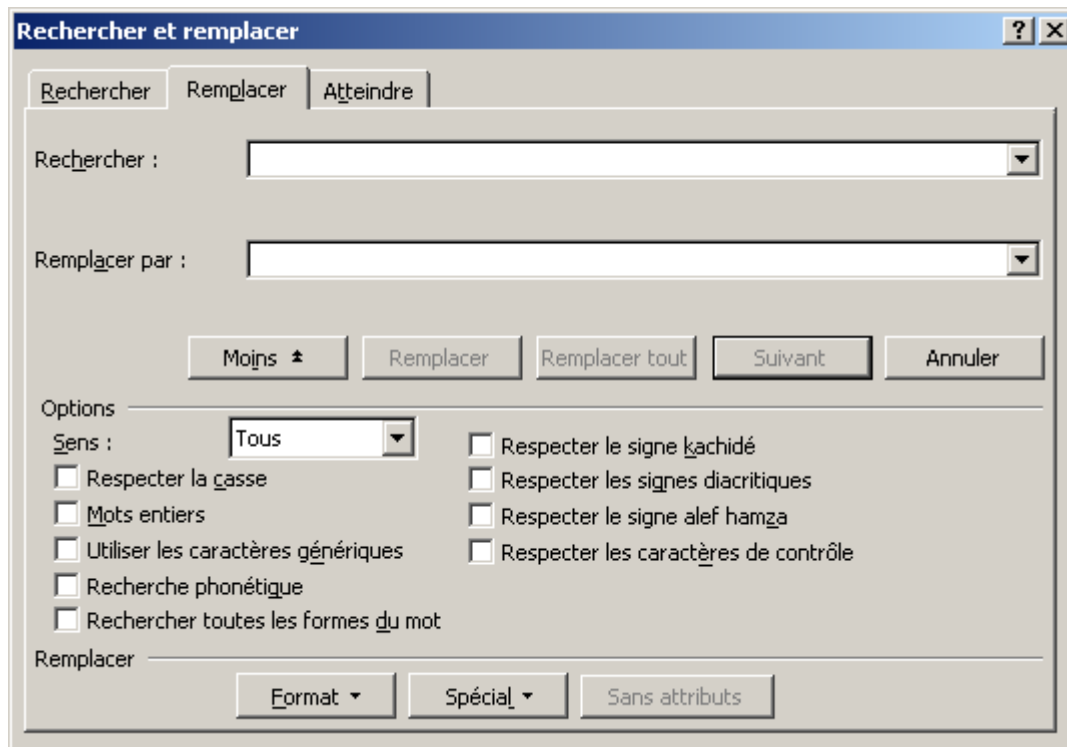 Rechercher et remplacer
Rechercher Remplacer Atteindre
Rechercher :
Remplacer par :
Moins Remplacer Remplacer tout Suivant Annuler
Options
Sens : Tous
Respecter la casse
Mots entiers
Utiliser les caractères génériques
Recherche phonétique
Rechercher toutes les formes du mot
Respecter le signe kachidé
Respecter les signes diacritiques
Respecter le signe alef hamza
Respecter les caractères de contrôle
Remplacer
Format Spécial Sans attributs